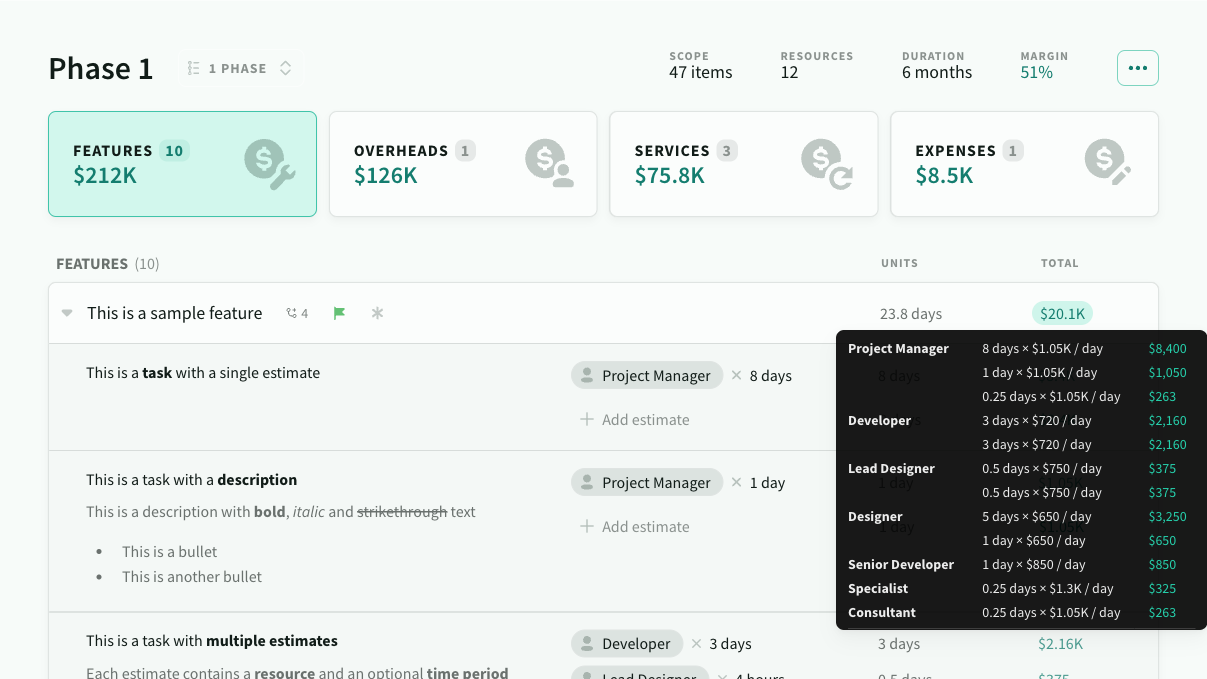 Phase 1
1 PHASE
SCOPE
47 items
RESOURCES
12
DURATION
6 months
MARGIN
51%
FEATURES 10
$212K
OVERHEADS 1
$126K
SERVICES 3
$75.8K
EXPENSES 1
$8.5K
FEATURES (10)
UNITS
TOTAL
This is a sample feature 4
23.8 days
$20.1K
Project Manager 8 days × $1.05K / day $8,400
1 day × $1.05K / day $1,050
0.25 days × $1.05K / day $263
Developer 3 days × $720 / day $2,160
3 days × $720 / day $2,160
Lead Designer 0.5 days × $750 / day $375
0.5 days × $750 / day $375
Designer 5 days × $650 / day $3,250
1 day × $650 / day $650
Senior Developer 1 day × $850 / day $850
Specialist 0.25 days × $1.3K / day $325
Consultant 0.25 days × $1.05K / day $263
This is a task with a single estimate
Project Manager × 8 days
8 days
Add estimate
This is a task with a description
Project Manager × 1 day
1 day
This is a description with bold, italic and strikethrough text
Add estimate
This is a bullet
This is another bullet
This is a task with multiple estimates
Developer × 3 days
3 days
$2.16K
Each estimate contains a resource and an optional time period
Lead Designer × 4 hours
0.5 days
$375